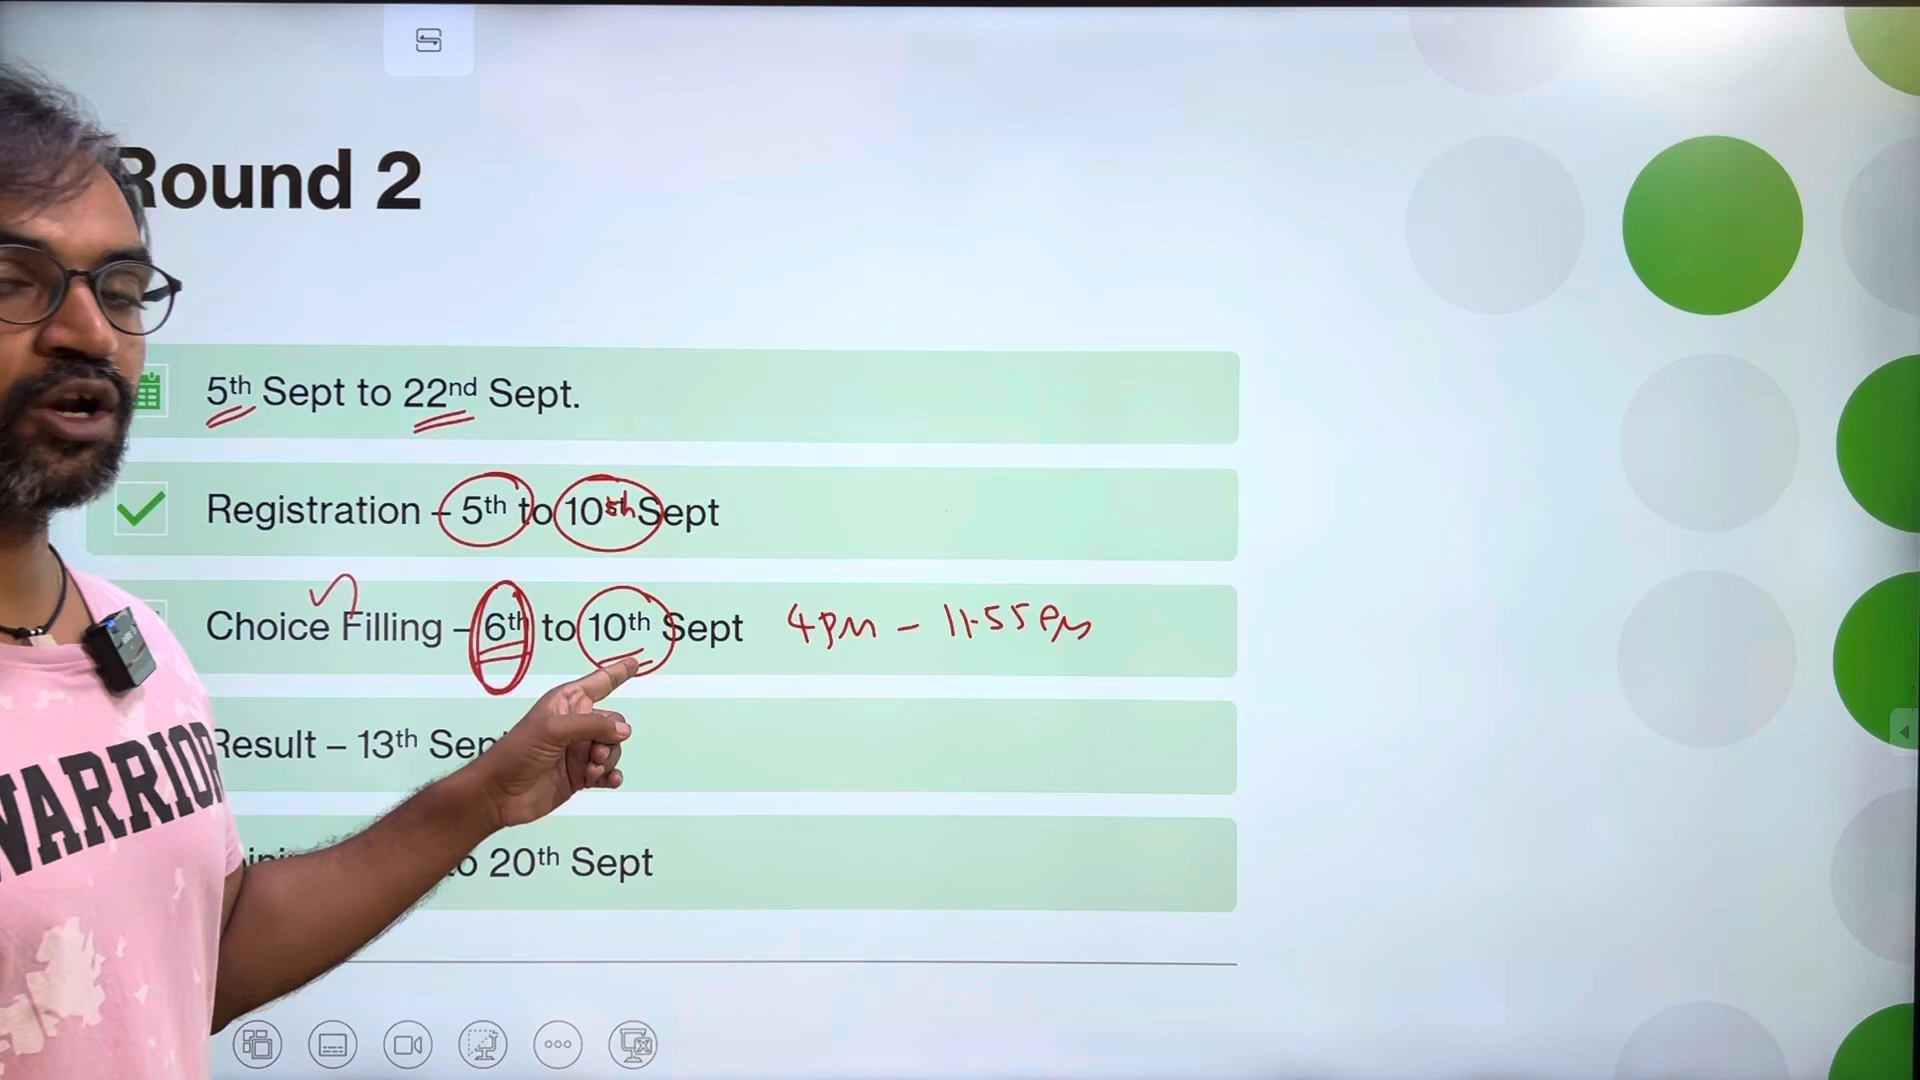 Round 2
5th Sept to 22nd Sept.
Registration – 5th to 10th Sept
Choice Filling – 6th to 10th Sept 4PM – 11.55PM
Result – 13th Sep
to 20th Sept
WARRIOR